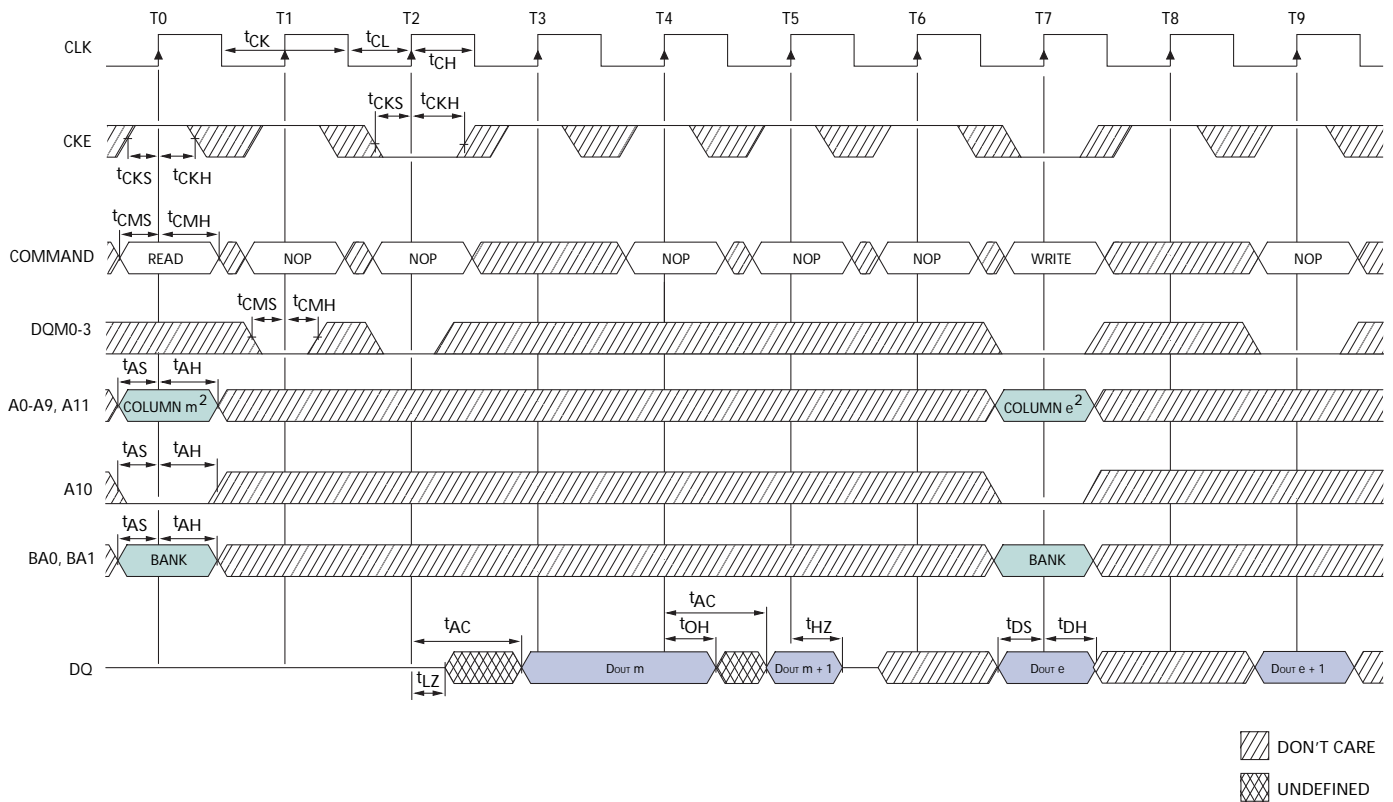 T0 T1 T2 T3 T4 T5 T6 T7 T8 T9
CLK
tCK tCL
tCH
tCKS tCKH
CKE
tCKS tCKH
tCMS tCMH
COMMAND READ NOP NOP NOP NOP NOP WRITE NOP
tCMS tCMH
DQM0-3
tAS tAH
A0-A9, A11 COLUMN m2 COLUMN e2
tAS tAH
A10
tAS tAH
BA0, BA1 BANK BANK
tAC tAC
tOH tHZ tDS tDH
DQ DOUT m DOUT m + 1 DOUT e DOUT e + 1
tLZ
DON'T CARE
UNDEFINED